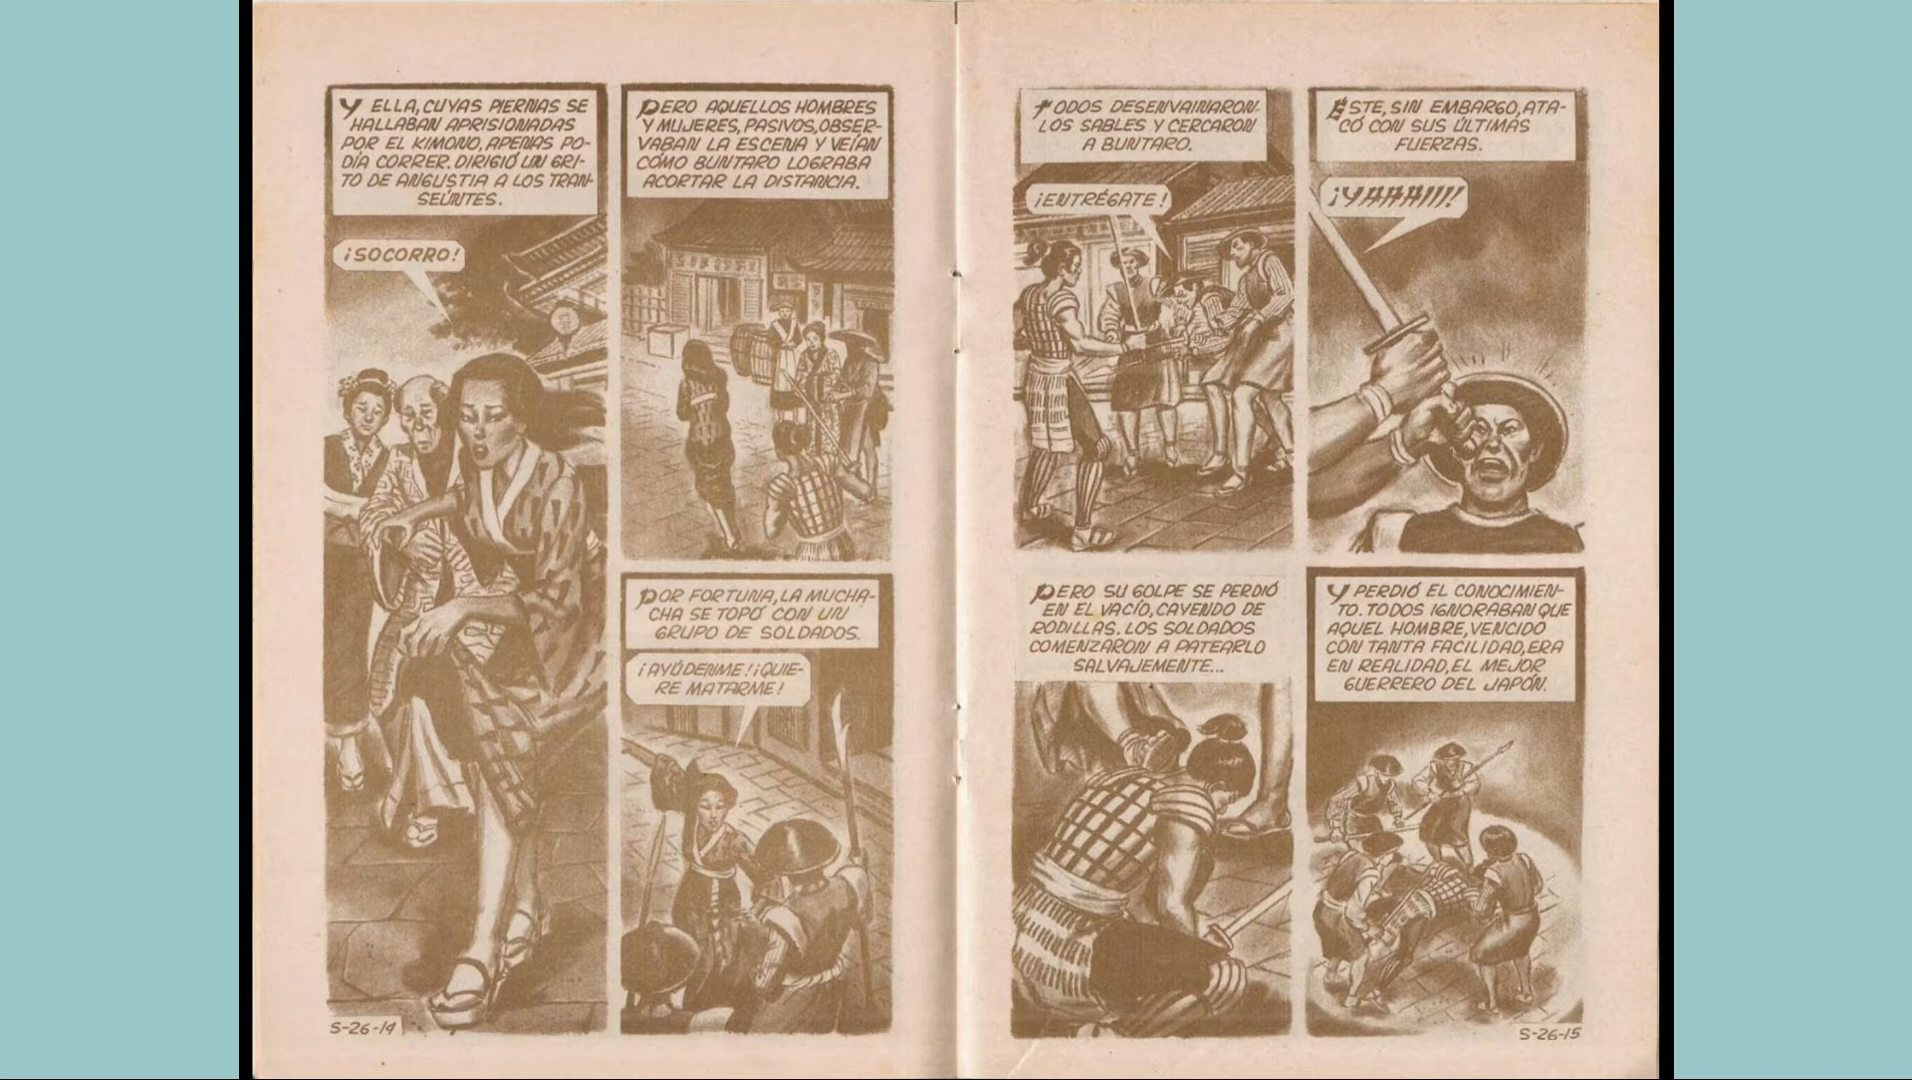 Y ELLA, CUYAS PIERNAS SE
HALLABAN APRISIONADAS
POR EL KIMONO, APENAS PO-
DÍA CORRER. DIRIGIÓ UN GRI-
TO DE ANGUSTIA A LOS TRAN-
SEÚNTES.
¡SOCORRO!
PERO AQUELLOS HOMBRES
Y MUJERES, PASIVOS, OBSER-
VABAN LA ESCENA Y VEÍAN
CÓMO BUNTARO LOGRABA
ACORTAR LA DISTANCIA.
POR FORTUNA, LA MUCHA-
CHA SE TOPÓ CON UN
GRUPO DE SOLDADOS.
¡AYÚDENME! ¡QUIE-
RE MATARME!
S-26-14
TODOS DESENVAINARON
LOS SABLES Y CERCARON
A BUNTARO.
¡ENTRÉGATE!
ÉSTE, SIN EMBARGO, ATA-
CÓ CON SUS ÚLTIMAS
FUERZAS.
¡YAAAIII!
PERO SU GOLPE SE PERDIÓ
EN EL VACÍO, CAYENDO DE
RODILLAS. LOS SOLDADOS
COMENZARON A PATEARLO
SALVAJEMENTE...
Y PERDIÓ EL CONOCIMIEN-
TO. TODOS IGNORABAN QUE
AQUEL HOMBRE, VENCIDO
CON TANTA FACILIDAD, ERA
EN REALIDAD, EL MEJOR
GUERRERO DEL JAPÓN.
S-26-15